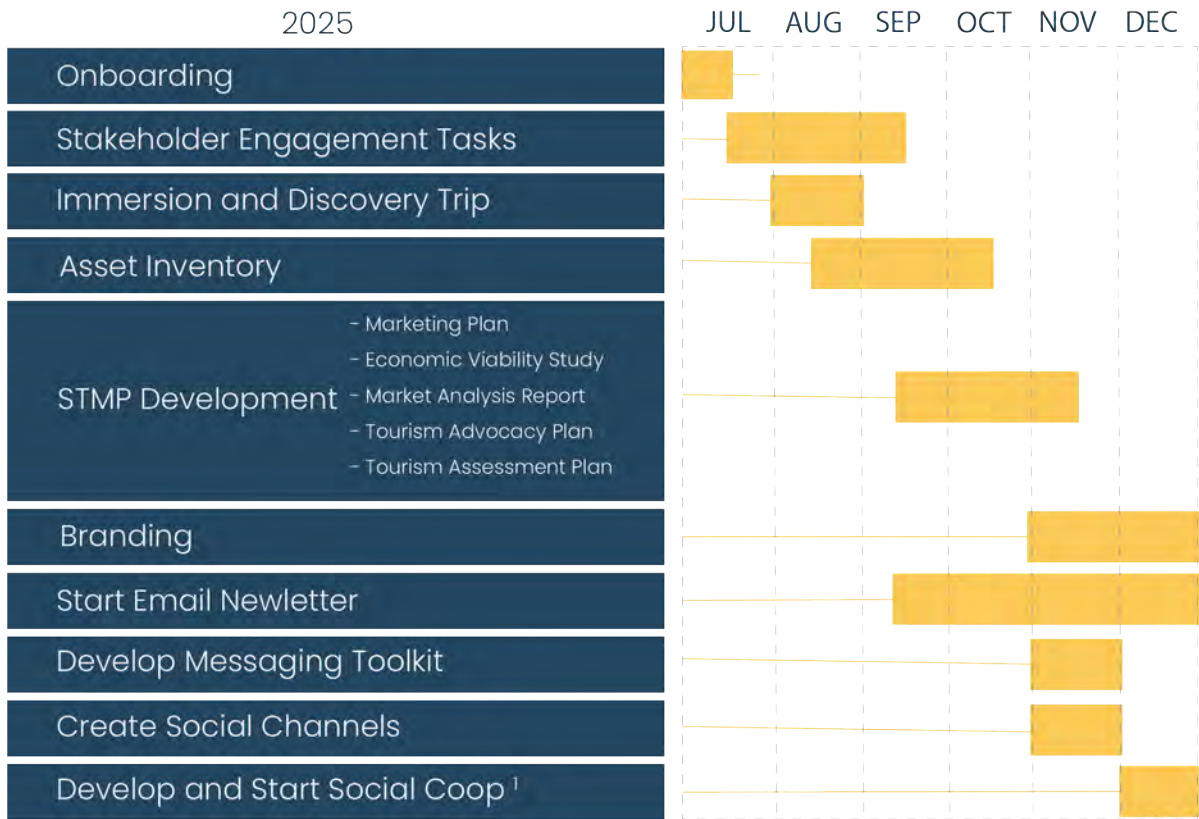 2025
JUL AUG SEP OCT NOV DEC
Onboarding
Stakeholder Engagement Tasks
Immersion and Discovery Trip
Asset Inventory
STMP Development
- Marketing Plan
- Economic Viability Study
- Market Analysis Report
- Tourism Advocacy Plan
- Tourism Assessment Plan
Branding
Start Email Newletter
Develop Messaging Toolkit
Create Social Channels
Develop and Start Social Coop ¹